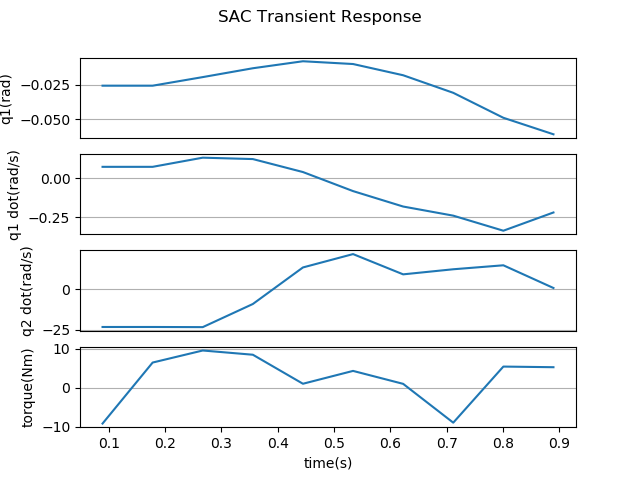 SAC Transient Response
q1(rad)
−0.025
−0.050
q1 dot(rad/s)
0.00
−0.25
q2 dot(rad/s)
0
−25
torque(Nm)
10
0
−10
0.1 0.2 0.3 0.4 0.5 0.6 0.7 0.8 0.9
time(s)